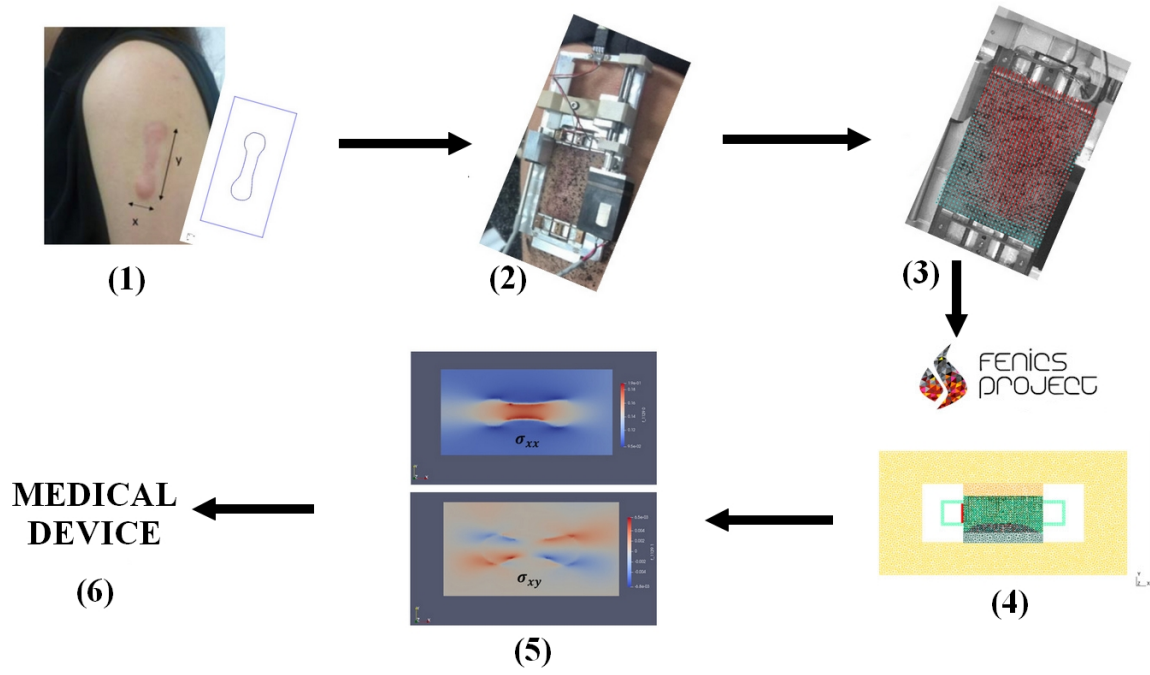 y
x
(1)
(2)
(3)
FENICS
PROJECT
(4)
σxx
σxy
(5)
MEDICAL
DEVICE
(6)